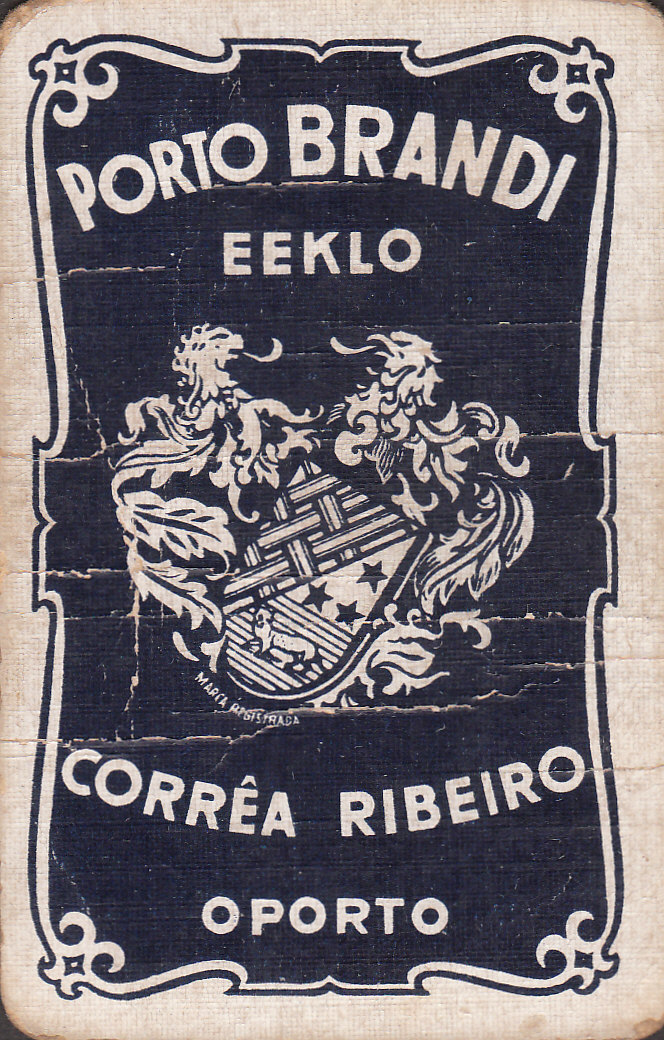 PORTO BRANDI
EEKLO
MARCA REGISTRADA
CORRÊA RIBEIRO
OPORTO